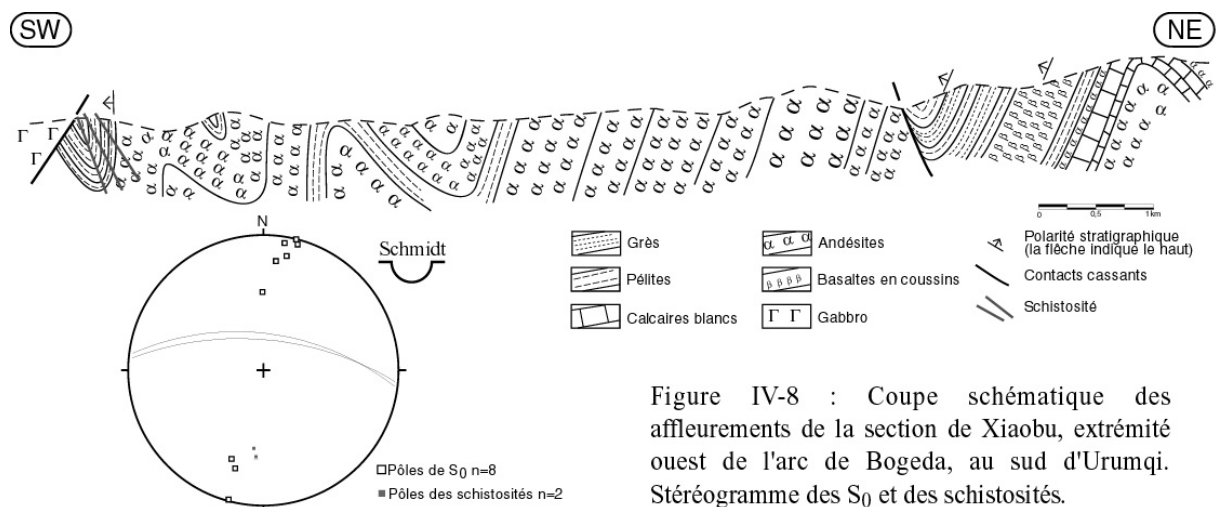 SW
NE
Γ Γ
Γ
0 0,5 1km
N
Schmidt
Grès
Pélites
Calcaires blancs
α α α Andésites
β β β β Basaltes en coussins
Γ Γ Gabbro
Polarité stratigraphique
(la flêche indique le haut)
Contacts cassants
Schistosité
Pôles de S0 n=8
Pôles des schistosités n=2
Figure IV-8 : Coupe schématique des
affleurements de la section de Xiaobu, extrémité
ouest de l'arc de Bogeda, au sud d'Urumqi.
Stéréogramme des S0 et des schistosités.